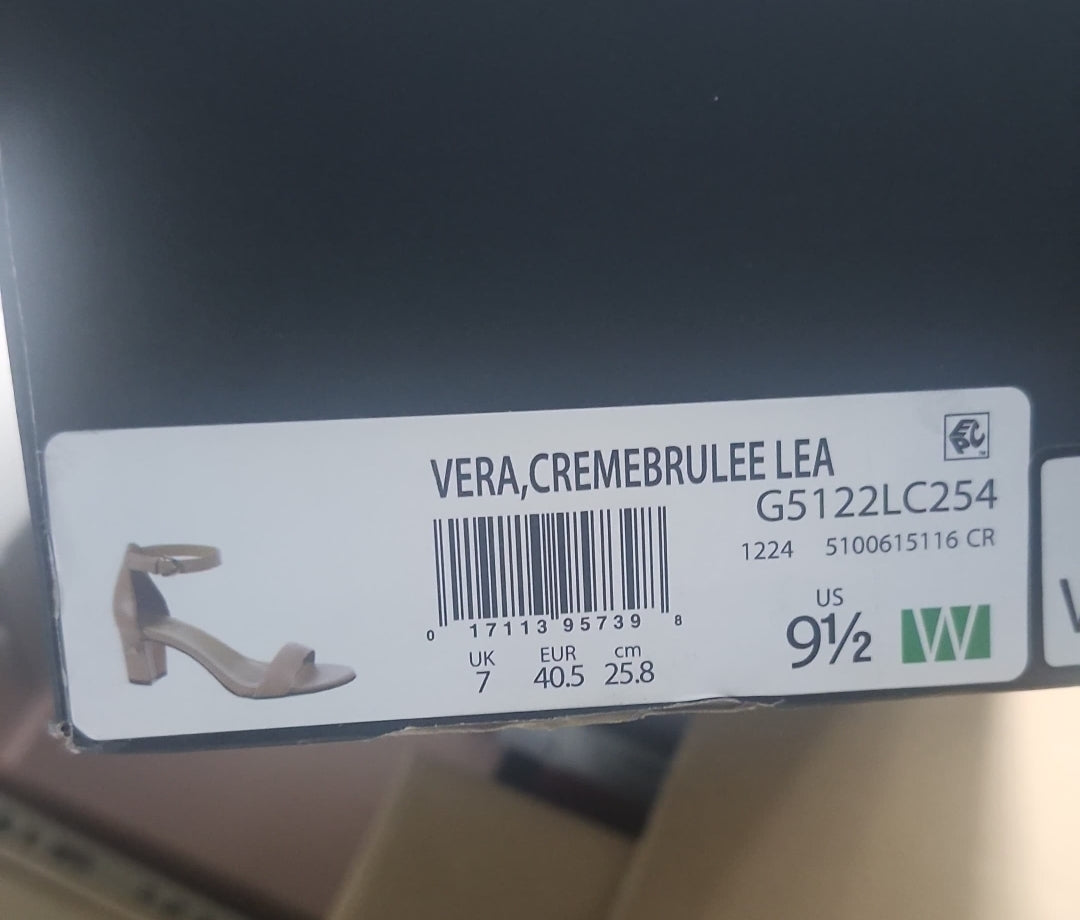 VERA,CREMEBRULEE LEA
EPC
G5122LC254
1224 5100615116 CR
0 17113 95739 8
UK EUR cm
7 40.5 25.8
US
9½ W